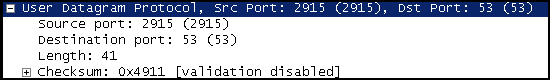 User Datagram Protocol, Src Port: 2915 (2915), Dst Port: 53 (53)
Source port: 2915 (2915)
Destination port: 53 (53)
Length: 41
Checksum: 0x4911 [validation disabled]